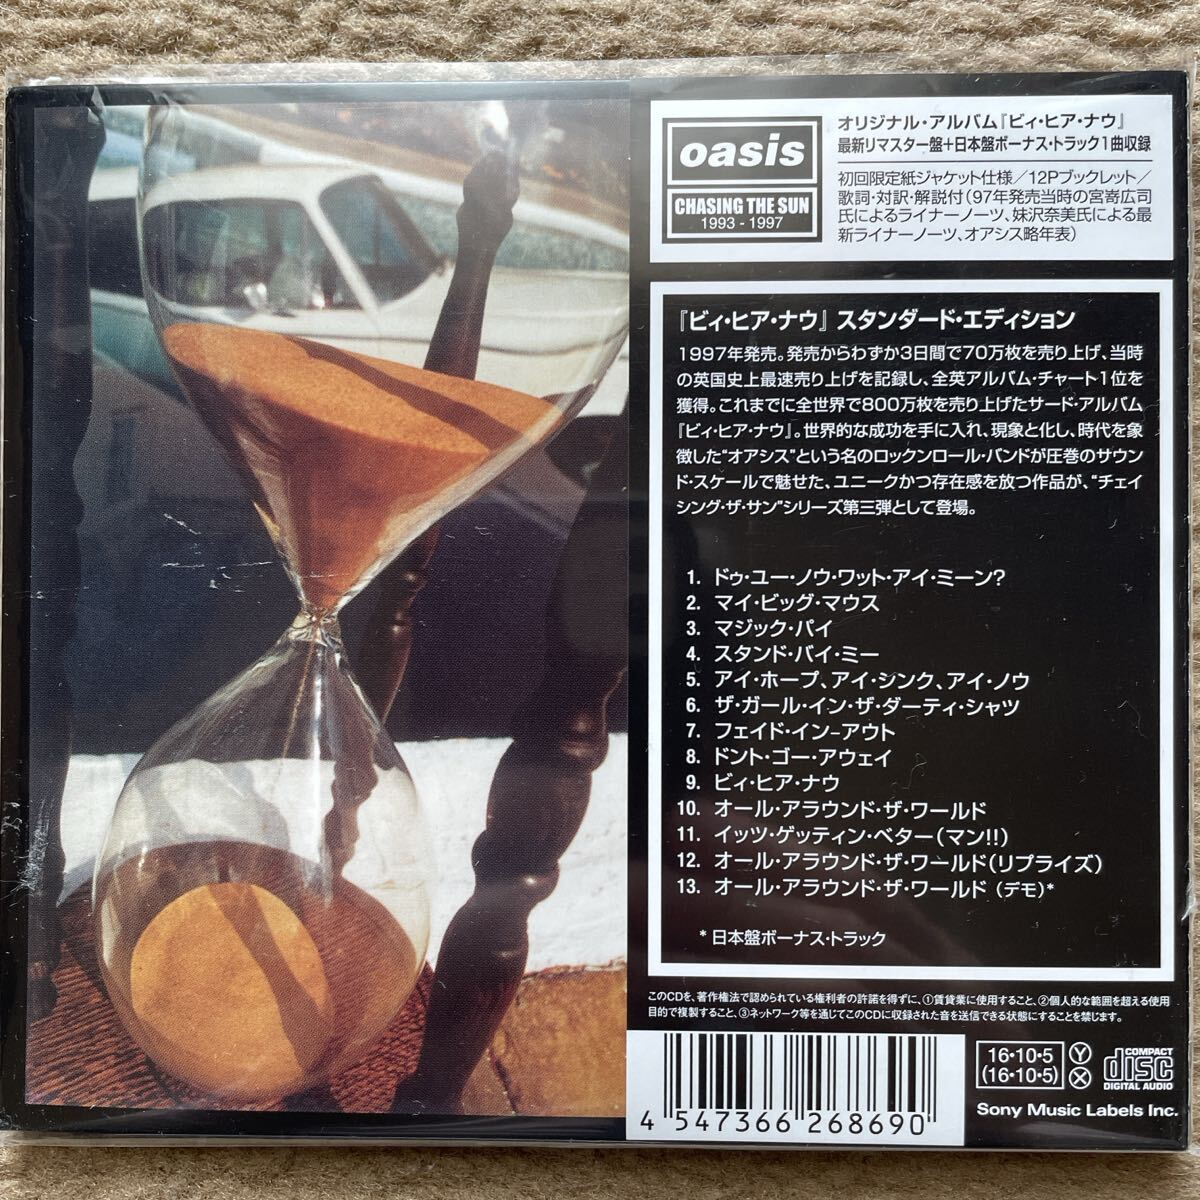 oasis
CHASING THE SUN
1993 - 1997
オリジナル・アルバム『ビィ・ヒア・ナウ』
最新リマスター盤+日本盤ボーナス・トラック1曲収録
初回限定紙ジャケット仕様／12Pブックレット／
歌詞・対訳・解説付(97年発売当時の宮嵜広司
氏によるライナーノーツ、妹沢奈美氏による最
新ライナーノーツ、オアシス略年表)
『ビィ・ヒア・ナウ』 スタンダード・エディション
1997年発売。発売からわずか3日間で70万枚を売り上げ、当時
の英国史上最速売り上げを記録し、全英アルバム・チャート1位を
獲得。これまでに全世界で800万枚を売り上げたサード・アルバム
『ビィ・ヒア・ナウ』。世界的な成功を手に入れ、現象と化し、時代を象
徴した“オアシス”という名のロックンロール・バンドが圧巻のサウン
ド・スケールで魅せた、ユニークかつ存在感を放つ作品が、“チェイ
シング・ザ・サン”シリーズ第三弾として登場。
1. ドゥ・ユー・ノウ・ワット・アイ・ミーン?
2. マイ・ビッグ・マウス
3. マジック・パイ
4. スタンド・バイ・ミー
5. アイ・ホープ、アイ・シンク、アイ・ノウ
6. ザ・ガール・イン・ザ・ダーティ・シャツ
7. フェイド・イン-アウト
8. ドント・ゴー・アウェイ
9. ビィ・ヒア・ナウ
10. オール・アラウンド・ザ・ワールド
11. イッツ・ゲッティン・ベター(マン!!)
12. オール・アラウンド・ザ・ワールド(リプライズ)
13. オール・アラウンド・ザ・ワールド (デモ)*
* 日本盤ボーナス・トラック
このCDを、著作権法で認められている権利者の許諾を得ずに、①賃貸業に使用すること、②個人的な範囲を超える使用
目的で複製すること、③ネットワーク等を通じてこのCDに収録された音を送信できる状態にすることを禁じます。
4 547366 268690
16・10・5
(16・10・5)
Y
X
COMPACT
disc
DIGITAL AUDIO
Sony Music Labels Inc.